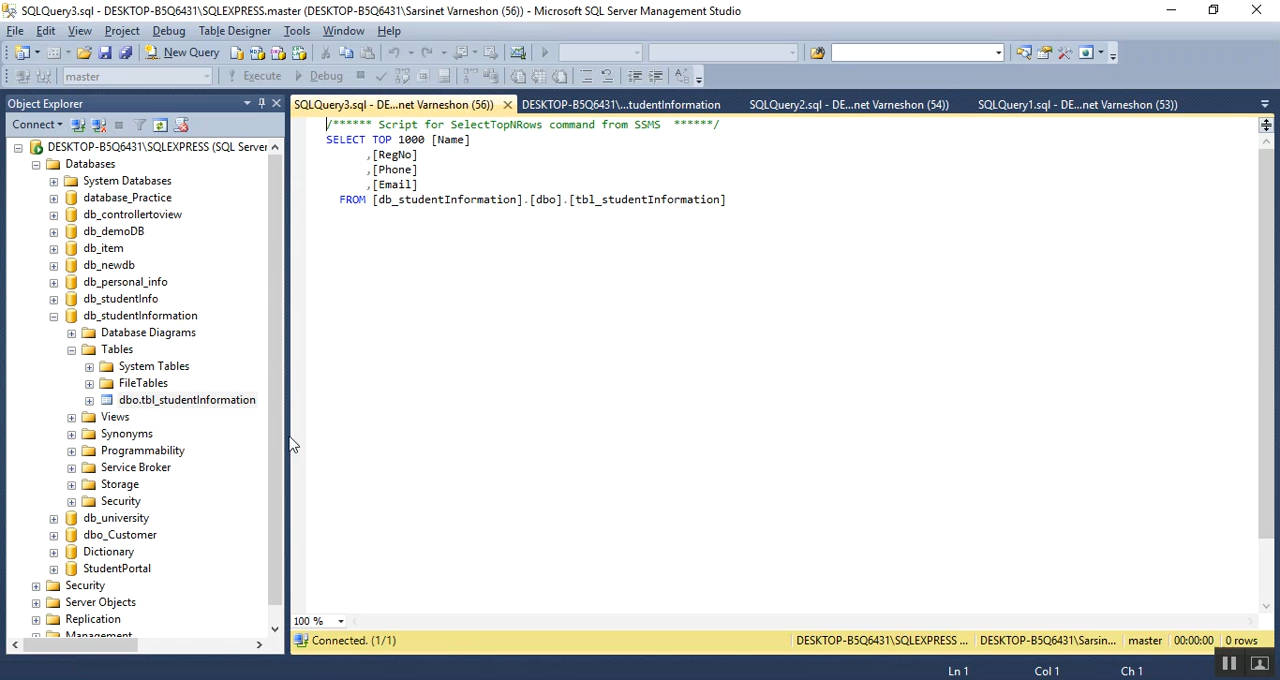 SQLQuery3.sql - DESKTOP-B5Q6431\SQLEXPRESS.master (DESKTOP-B5Q6431\Sarsinet Varneshon (56)) - Microsoft SQL Server Management Studio
File Edit View Project Debug Table Designer Tools Window Help
New Query
master Execute Debug
Object Explorer
SQLQuery3.sql - DE...net Varneshon (56)) DESKTOP-B5Q6431\...tudentInformation SQLQuery2.sql - DE...net Varneshon (54)) SQLQuery1.sql - DE...net Varneshon (53))
Connect
DESKTOP-B5Q6431\SQLEXPRESS (SQL Server
Databases
System Databases
database_Practice
db_controllertoview
db_demoDB
db_item
db_newdb
db_personal_info
db_studentInfo
db_studentInformation
Database Diagrams
Tables
System Tables
FileTables
dbo.tbl_studentInformation
Views
Synonyms
Programmability
Service Broker
Storage
Security
db_university
dbo_Customer
Dictionary
StudentPortal
Security
Server Objects
Replication
Management
/****** Script for SelectTopNRows command from SSMS ******/
SELECT TOP 1000 [Name]
,[RegNo]
,[Phone]
,[Email]
FROM [db_studentInformation].[dbo].[tbl_studentInformation]
100 %
Connected. (1/1) DESKTOP-B5Q6431\SQLEXPRESS ... DESKTOP-B5Q6431\Sarsin... master 00:00:00 0 rows
Ln 1 Col 1 Ch 1